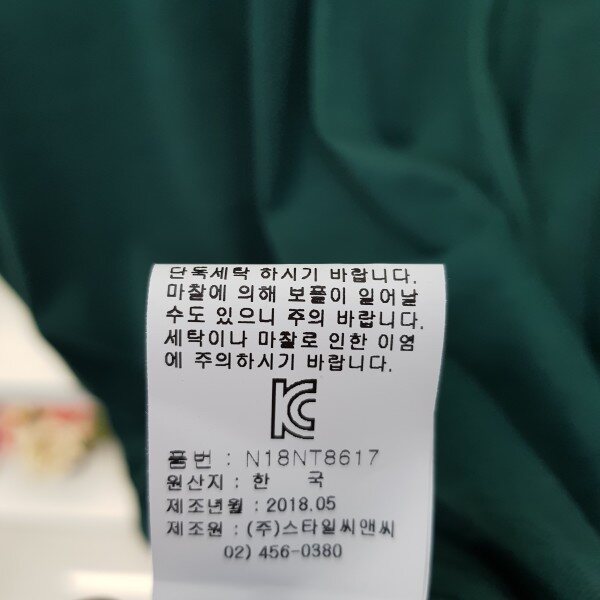 단독세탁 하시기 바랍니다.
마찰에 의해 보풀이 일어날
수도 있으니 주의 바랍니다.
세탁이나 마찰로 인한 이염
에 주의하시기 바랍니다.
KC
품번 : N18NT8617
원산지 : 한 국
제조년월 : 2018.05
제조원 : (주)스타일씨앤씨
02) 456-0380